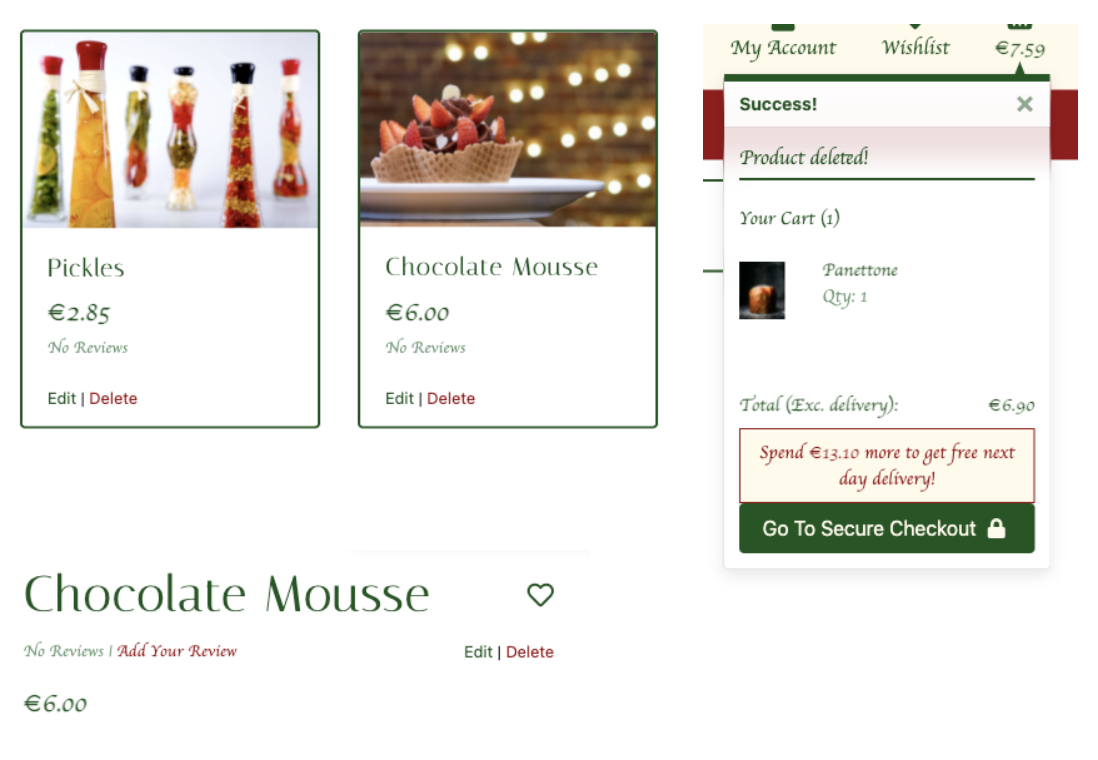 Pickles
€2.85
No Reviews
Edit | Delete
Chocolate Mousse
€6.00
No Reviews
Edit | Delete
My Account Wishlist €7.59
Success! ×
Product deleted!
Your Cart (1)
Panettone
Qty: 1
Total (Exc. delivery): €6.90
Spend €13.10 more to get free next
day delivery!
Go To Secure Checkout
Chocolate Mousse
No Reviews | Add Your Review Edit | Delete
€6.00